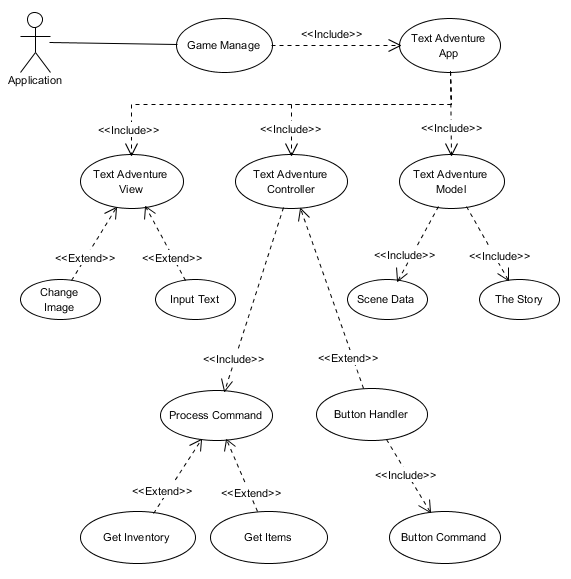 Application
Game Manage
<<Include>>
Text Adventure
App
<<Include>>
<<Include>>
<<Include>>
Text Adventure
View
Text Adventure
Controller
Text Adventure
Model
<<Extend>>
<<Extend>>
<<Include>>
<<Include>>
Change
Image
Input Text
Scene Data
The Story
<<Include>>
<<Extend>>
Process Command
Button Handler
<<Extend>>
<<Extend>>
<<Include>>
Get Inventory
Get Items
Button Command